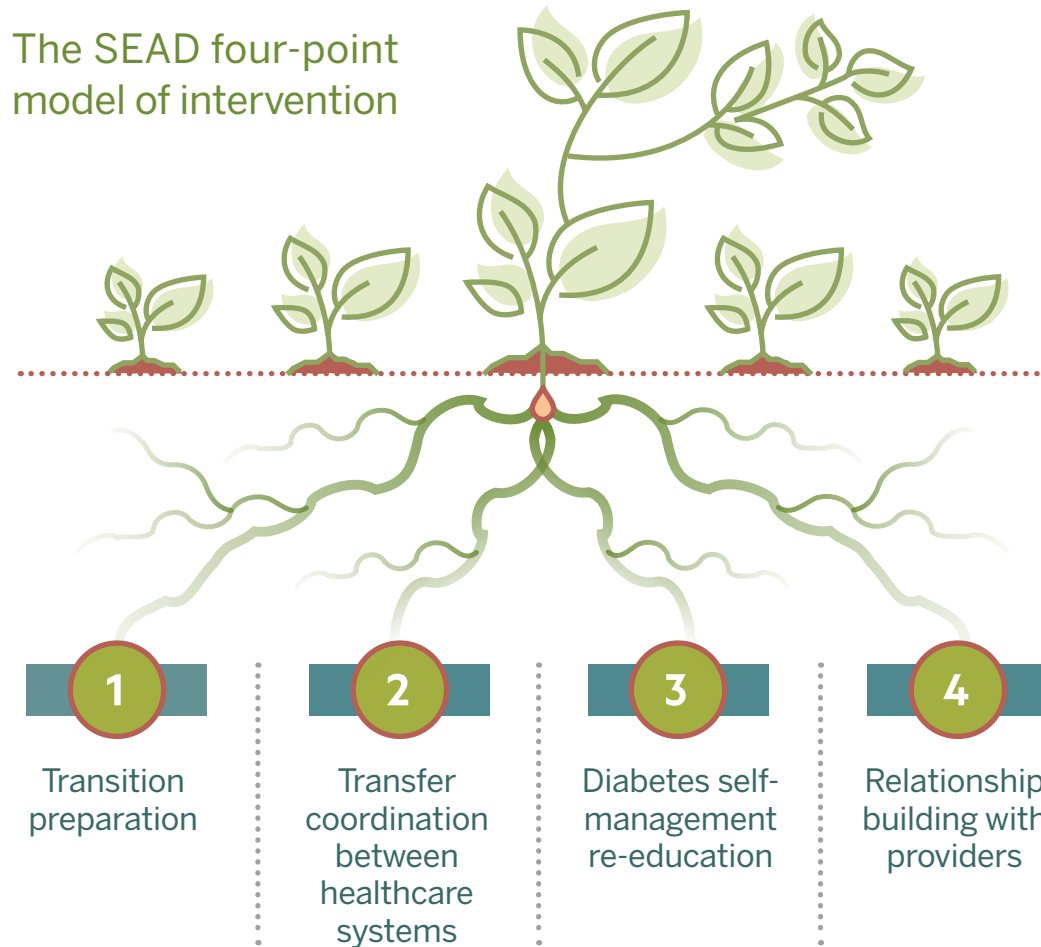 The SEAD four-point
model of intervention
1
Transition
preparation
2
Transfer
coordination
between
healthcare
systems
3
Diabetes self-
management
re-education
4
Relationship
building with
providers